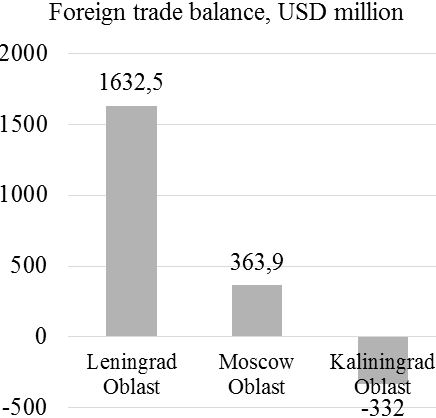 Foreign trade balance, USD million
2000
1500
1000
500
0
-500
1632,5
363,9
-332
Leningrad
Oblast
Moscow
Oblast
Kaliningrad
Oblast